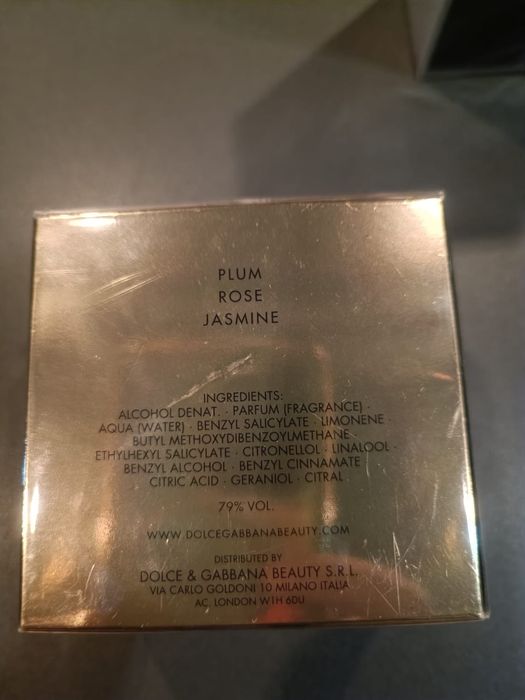 PLUM
ROSE
JASMINE
INGREDIENTS:
ALCOHOL DENAT. · PARFUM (FRAGRANCE) ·
AQUA (WATER) · BENZYL SALICYLATE · LIMONENE ·
BUTYL METHOXYDIBENZOYLMETHANE
ETHYLHEXYL SALICYLATE · CITRONELLOL · LINALOOL ·
BENZYL ALCOHOL · BENZYL CINNAMATE
CITRIC ACID · GERANIOL · CITRAL
79% VOL.
WWW.DOLCEGABBANABEAUTY.COM
DISTRIBUTED BY
DOLCE & GABBANA BEAUTY S.R.L.
VIA CARLO GOLDONI 10 MILANO ITALIA
AC. LONDON W1H 6DU